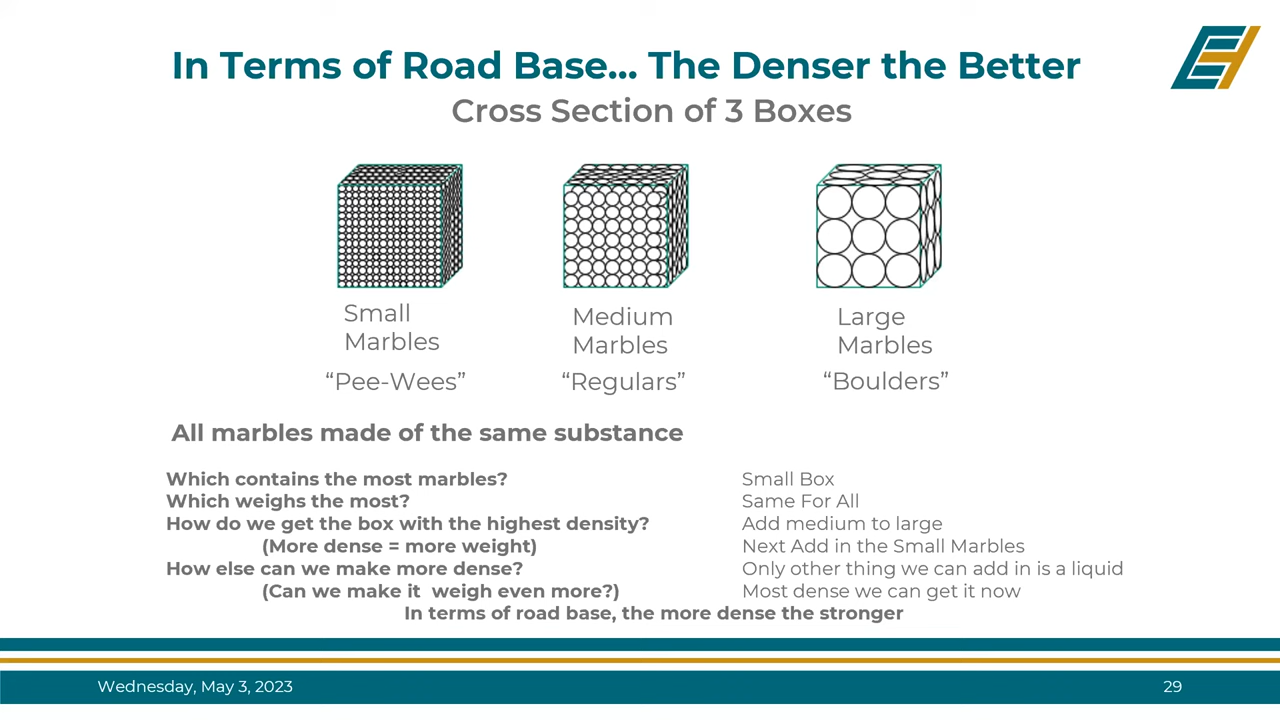 In Terms of Road Base... The Denser the Better
Cross Section of 3 Boxes
Small
Marbles
"Pee-Wees"
Medium
Marbles
"Regulars"
Large
Marbles
"Boulders"
All marbles made of the same substance
Which contains the most marbles? Small Box
Which weighs the most? Same For All
How do we get the box with the highest density? Add medium to large
(More dense = more weight) Next Add in the Small Marbles
How else can we make more dense? Only other thing we can add in is a liquid
(Can we make it weigh even more?) Most dense we can get it now
In terms of road base, the more dense the stronger
Wednesday, May 3, 2023
29